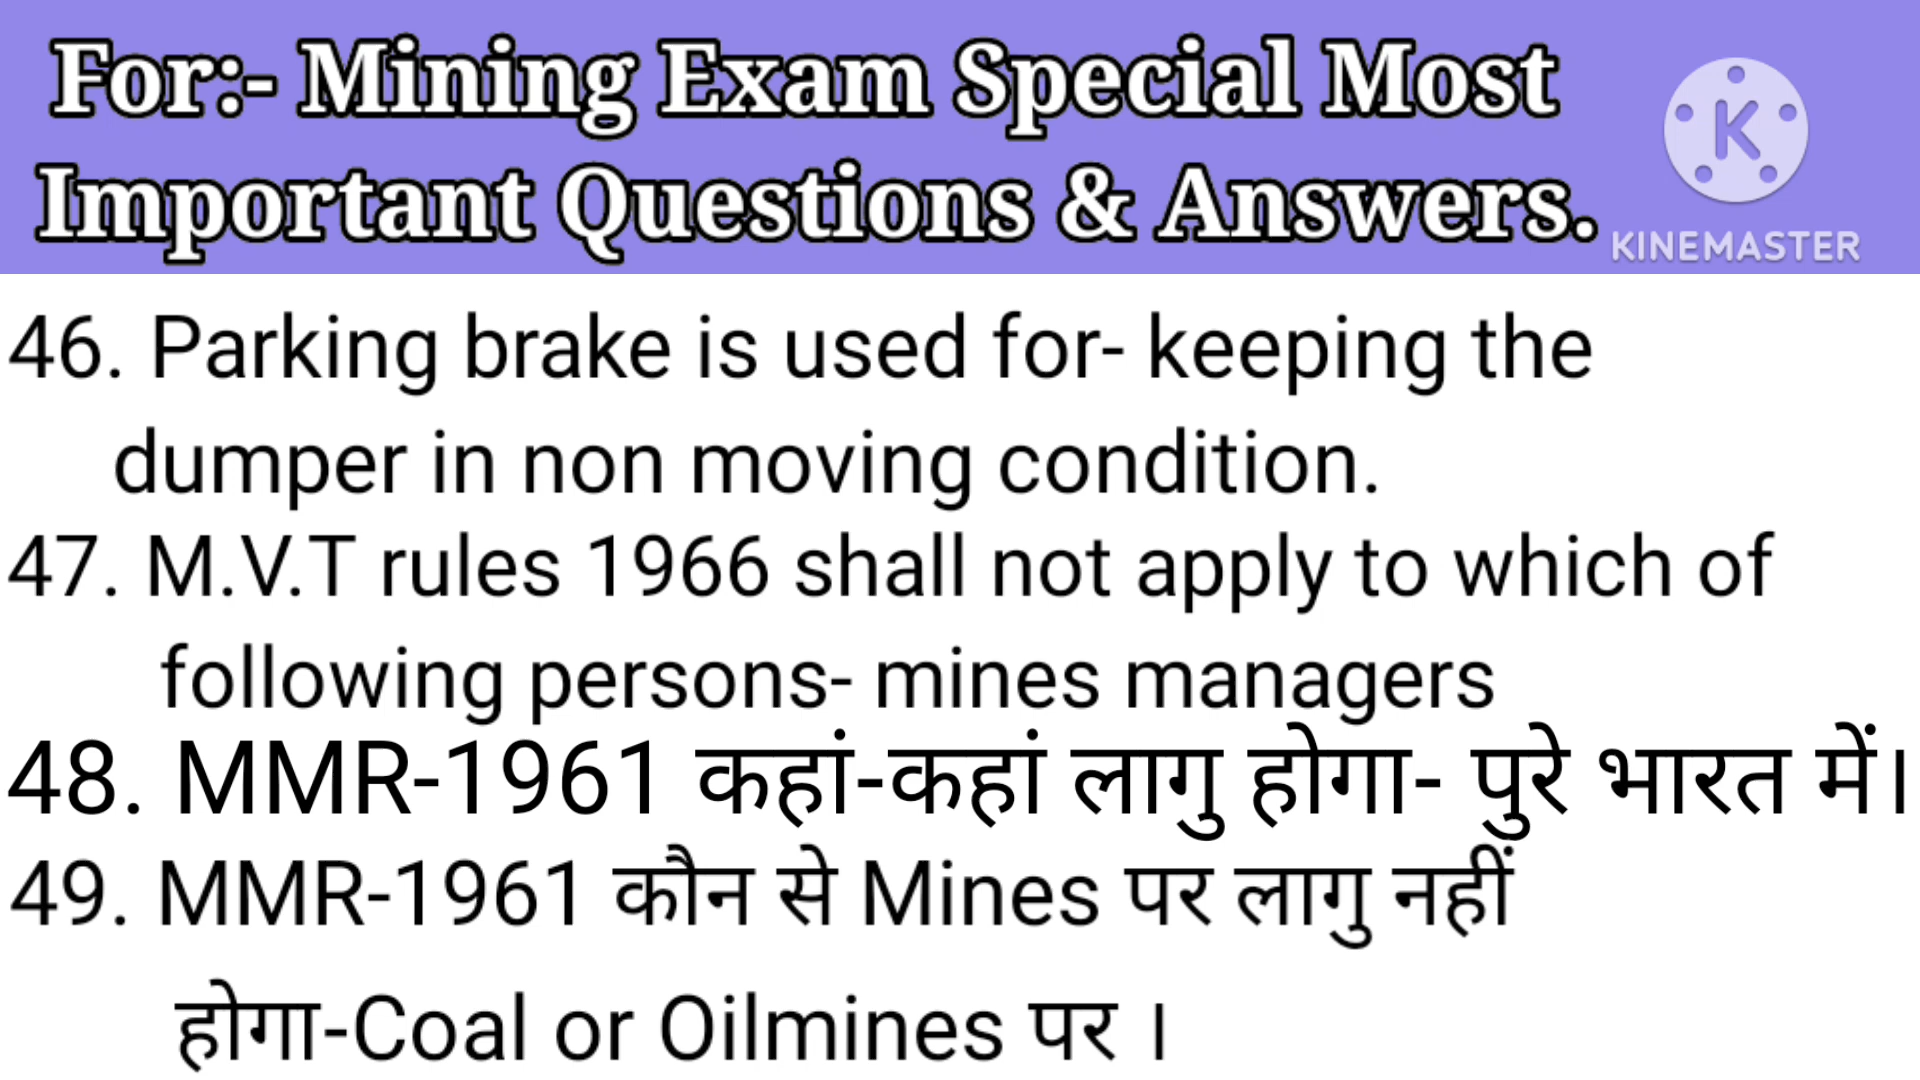 For:- Mining Exam Special Most
Important Questions & Answers.
K
KINEMASTER
46. Parking brake is used for- keeping the
dumper in non moving condition.
47. M.V.T rules 1966 shall not apply to which of
following persons- mines managers
48. MMR-1961 कहां-कहां लागु होगा- पुरे भारत में।
49. MMR-1961 कौन से Mines पर लागु नहीं
होगा-Coal or Oilmines पर ।